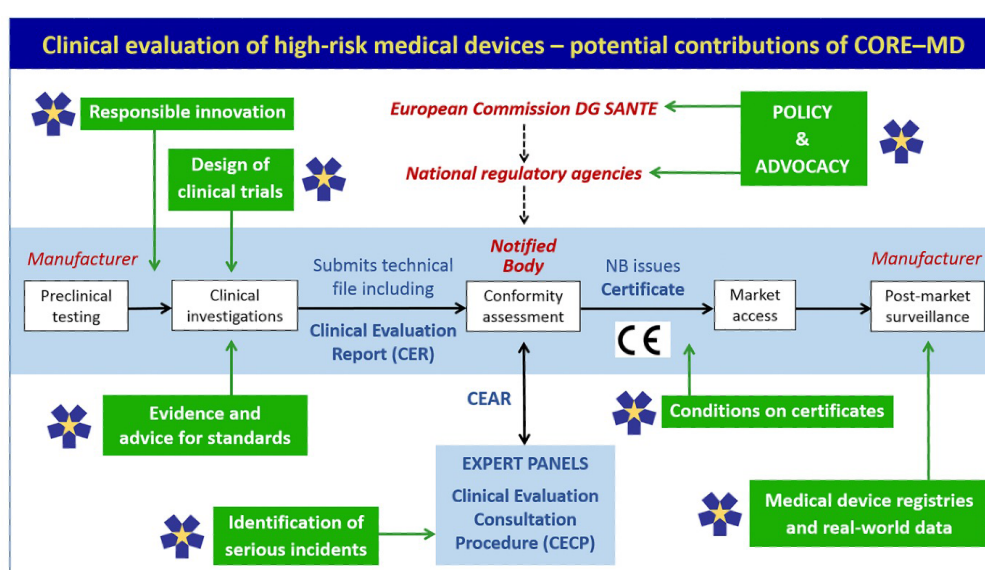 Clinical evaluation of high-risk medical devices – potential contributions of CORE–MD
Responsible innovation
Design of
clinical trials
European Commission DG SANTE
National regulatory agencies
POLICY
&
ADVOCACY
Manufacturer
Preclinical
testing
Clinical
investigations
Submits technical
file including
Clinical Evaluation
Report (CER)
Notified
Body
Conformity
assessment
NB issues
Certificate
CE
Market
access
Manufacturer
Post-market
surveillance
Evidence and
advice for standards
CEAR
Conditions on certificates
EXPERT PANELS
Clinical Evaluation
Consultation
Procedure (CECP)
Identification of
serious incidents
Medical device registries
and real-world data